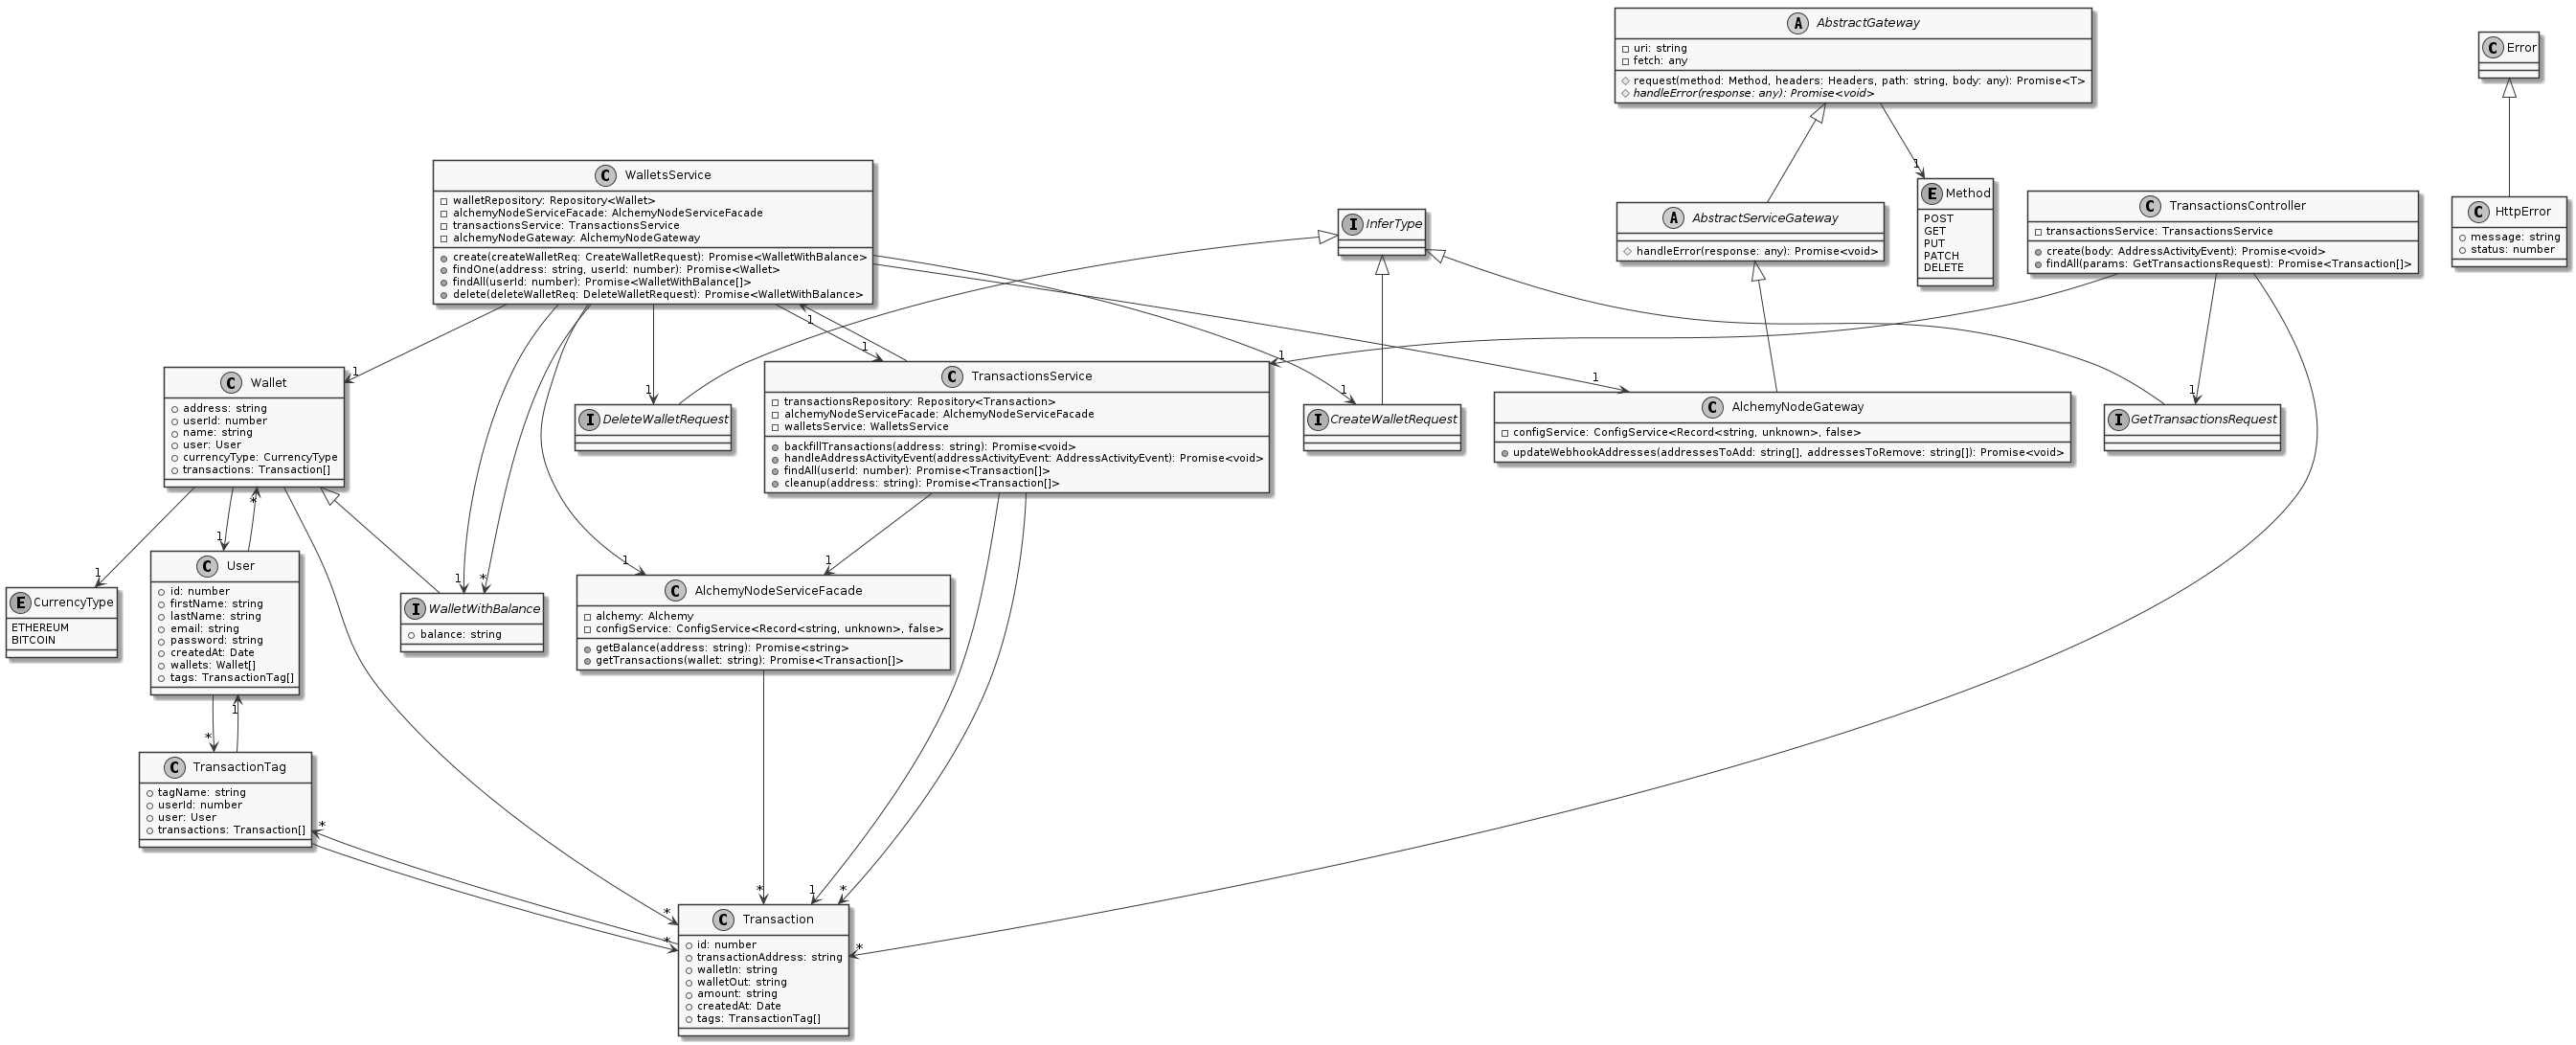 A AbstractGateway
uri: string
fetch: any
request(method: Method, headers: Headers, path: string, body: any): Promise<T>
handleError(response: any): Promise<void>
C Error
C WalletsService
walletRepository: Repository<Wallet>
alchemyNodeServiceFacade: AlchemyNodeServiceFacade
transactionsService: TransactionsService
alchemyNodeGateway: AlchemyNodeGateway
create(createWalletReq: CreateWalletRequest): Promise<WalletWithBalance>
findOne(address: string, userId: number): Promise<Wallet>
findAll(userId: number): Promise<WalletWithBalance[]>
delete(deleteWalletReq: DeleteWalletRequest): Promise<WalletWithBalance>
I InferType
A AbstractServiceGateway
handleError(response: any): Promise<void>
1
E Method
POST
GET
PUT
PATCH
DELETE
C TransactionsController
transactionsService: TransactionsService
create(body: AddressActivityEvent): Promise<void>
findAll(params: GetTransactionsRequest): Promise<Transaction[]>
C HttpError
message: string
status: number
1
1
1
1
1
1
1
1
C Wallet
address: string
userId: number
name: string
user: User
currencyType: CurrencyType
transactions: Transaction[]
I DeleteWalletRequest
C TransactionsService
transactionsRepository: Repository<Transaction>
alchemyNodeServiceFacade: AlchemyNodeServiceFacade
walletsService: WalletsService
backfillTransactions(address: string): Promise<void>
handleAddressActivityEvent(addressActivityEvent: AddressActivityEvent): Promise<void>
findAll(userId: number): Promise<Transaction[]>
cleanup(address: string): Promise<Transaction[]>
I CreateWalletRequest
C AlchemyNodeGateway
configService: ConfigService<Record<string, unknown>, false>
updateWebhookAddresses(addressesToAdd: string[], addressesToRemove: string[]): Promise<void>
I GetTransactionsRequest
*
1
1
1
*
1
1
E CurrencyType
ETHEREUM
BITCOIN
C User
id: number
firstName: string
lastName: string
email: string
password: string
createdAt: Date
wallets: Wallet[]
tags: TransactionTag[]
I WalletWithBalance
balance: string
C AlchemyNodeServiceFacade
alchemy: Alchemy
configService: ConfigService<Record<string, unknown>, false>
getBalance(address: string): Promise<string>
getTransactions(wallet: string): Promise<Transaction[]>
1
*
C TransactionTag
tagName: string
userId: number
user: User
transactions: Transaction[]
*
*
*
*
1
*
*
C Transaction
id: number
transactionAddress: string
walletIn: string
walletOut: string
amount: string
createdAt: Date
tags: TransactionTag[]